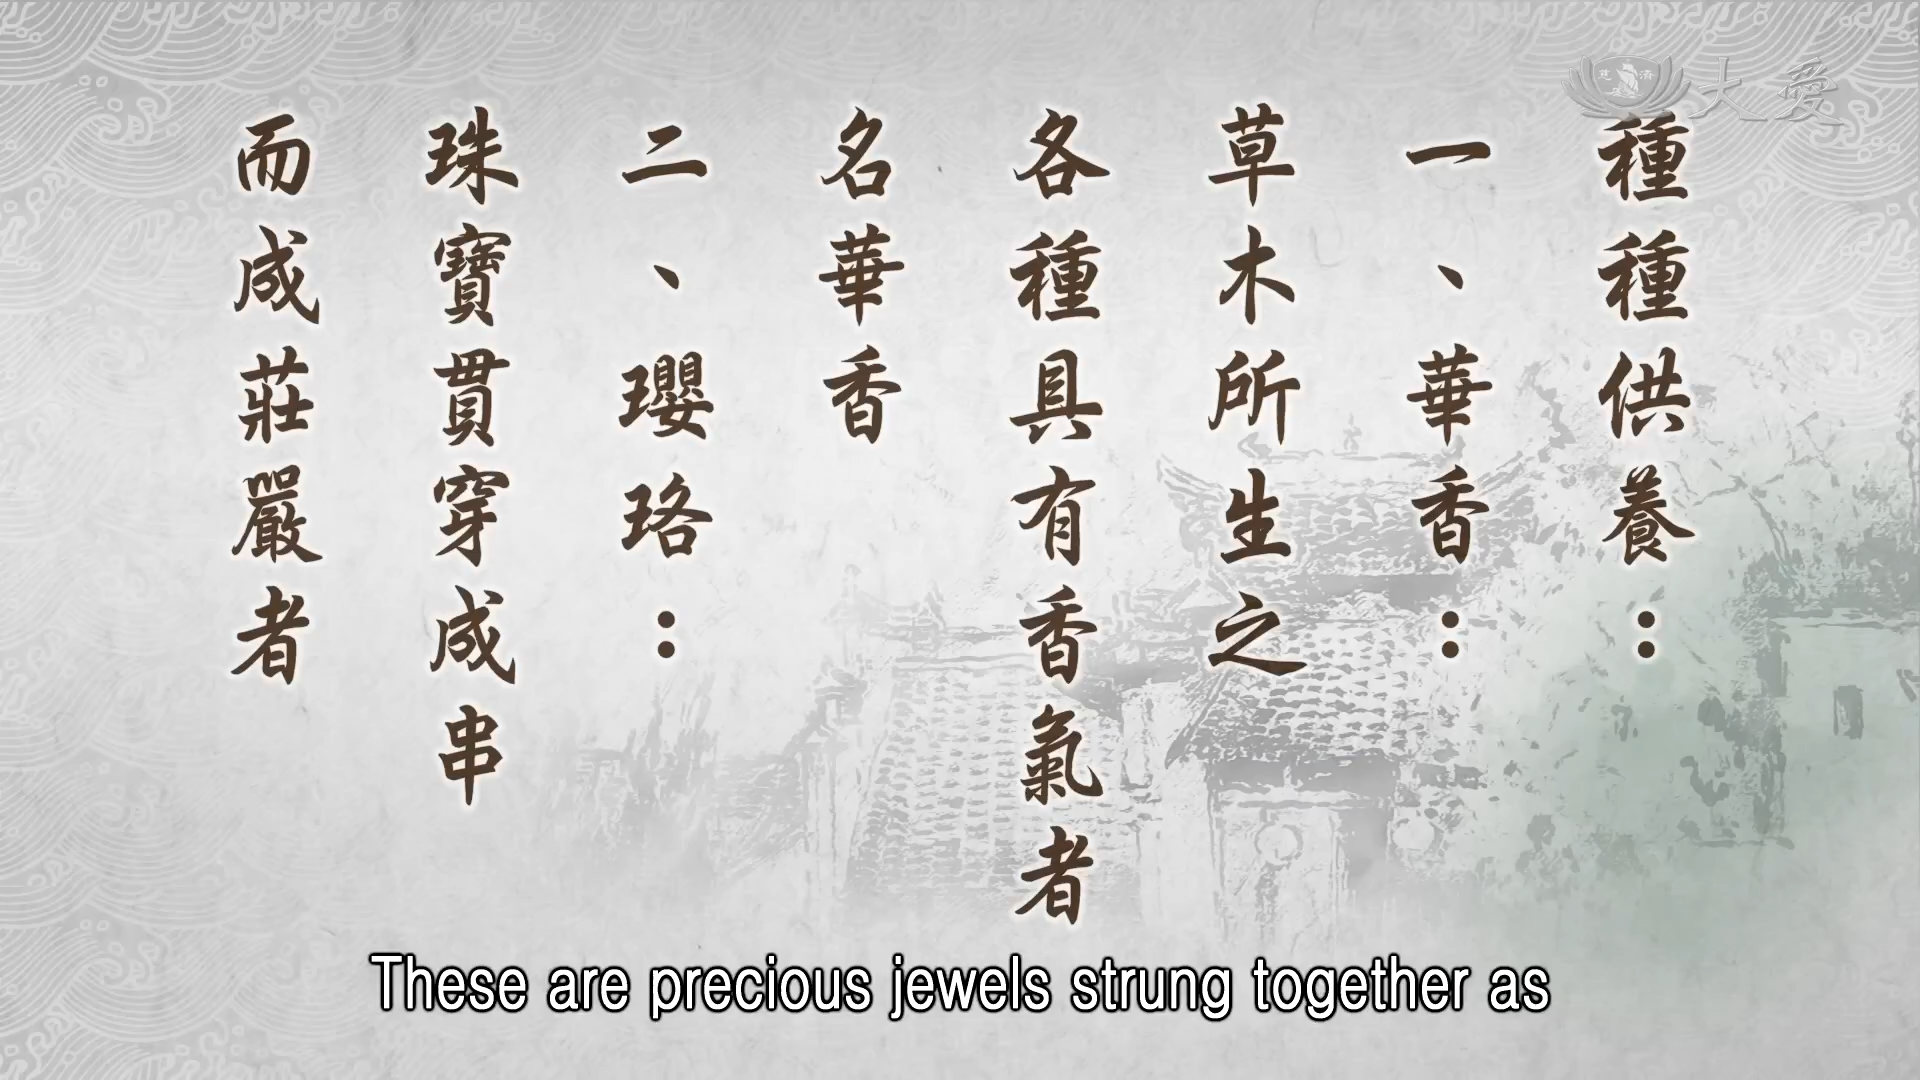 種種供養：
一、華香：
草木所生之
各種具有香氣者
名華香
二、瓔珞：
珠寶貫穿成串
而成莊嚴者
慈濟
大愛
These are precious jewels strung together as